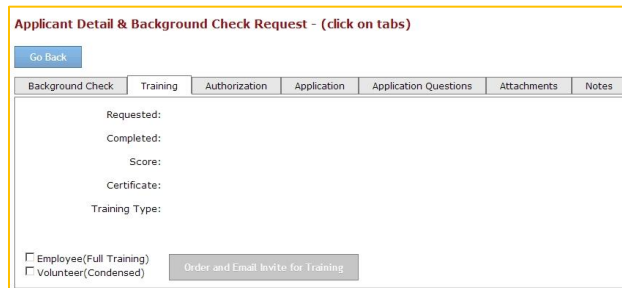 Applicant Detail & Background Check Request - (click on tabs)
Go Back
Background Check Training Authorization Application Application Questions Attachments Notes
Requested:
Completed:
Score:
Certificate:
Training Type:
Employee(Full Training)
Volunteer(Condensed)
Order and Email Invite for Training